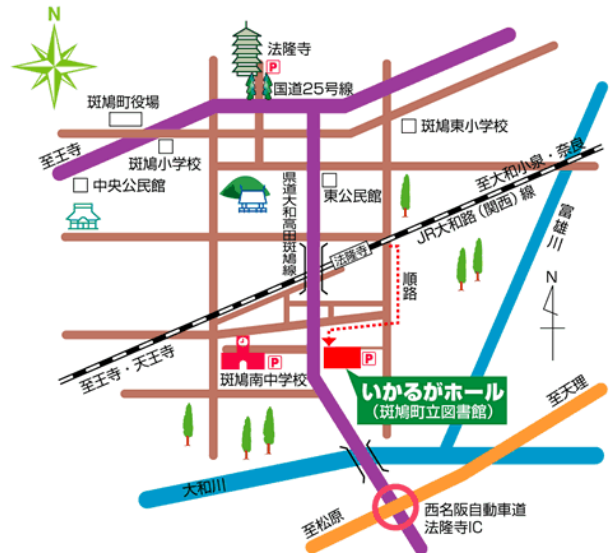 N
法隆寺
P
国道25号線
斑鳩町役場
斑鳩東小学校
至王寺
斑鳩小学校
中央公民館
県道大和高田斑鳩線
東公民館
至大和小泉・奈良
JR大和路(関西)線
富雄川
法隆寺
順路
N
至王寺・天王寺
斑鳩南中学校
P
P
いかるがホール
(斑鳩町立図書館)
至天理
大和川
至松原
西名阪自動車道
法隆寺IC